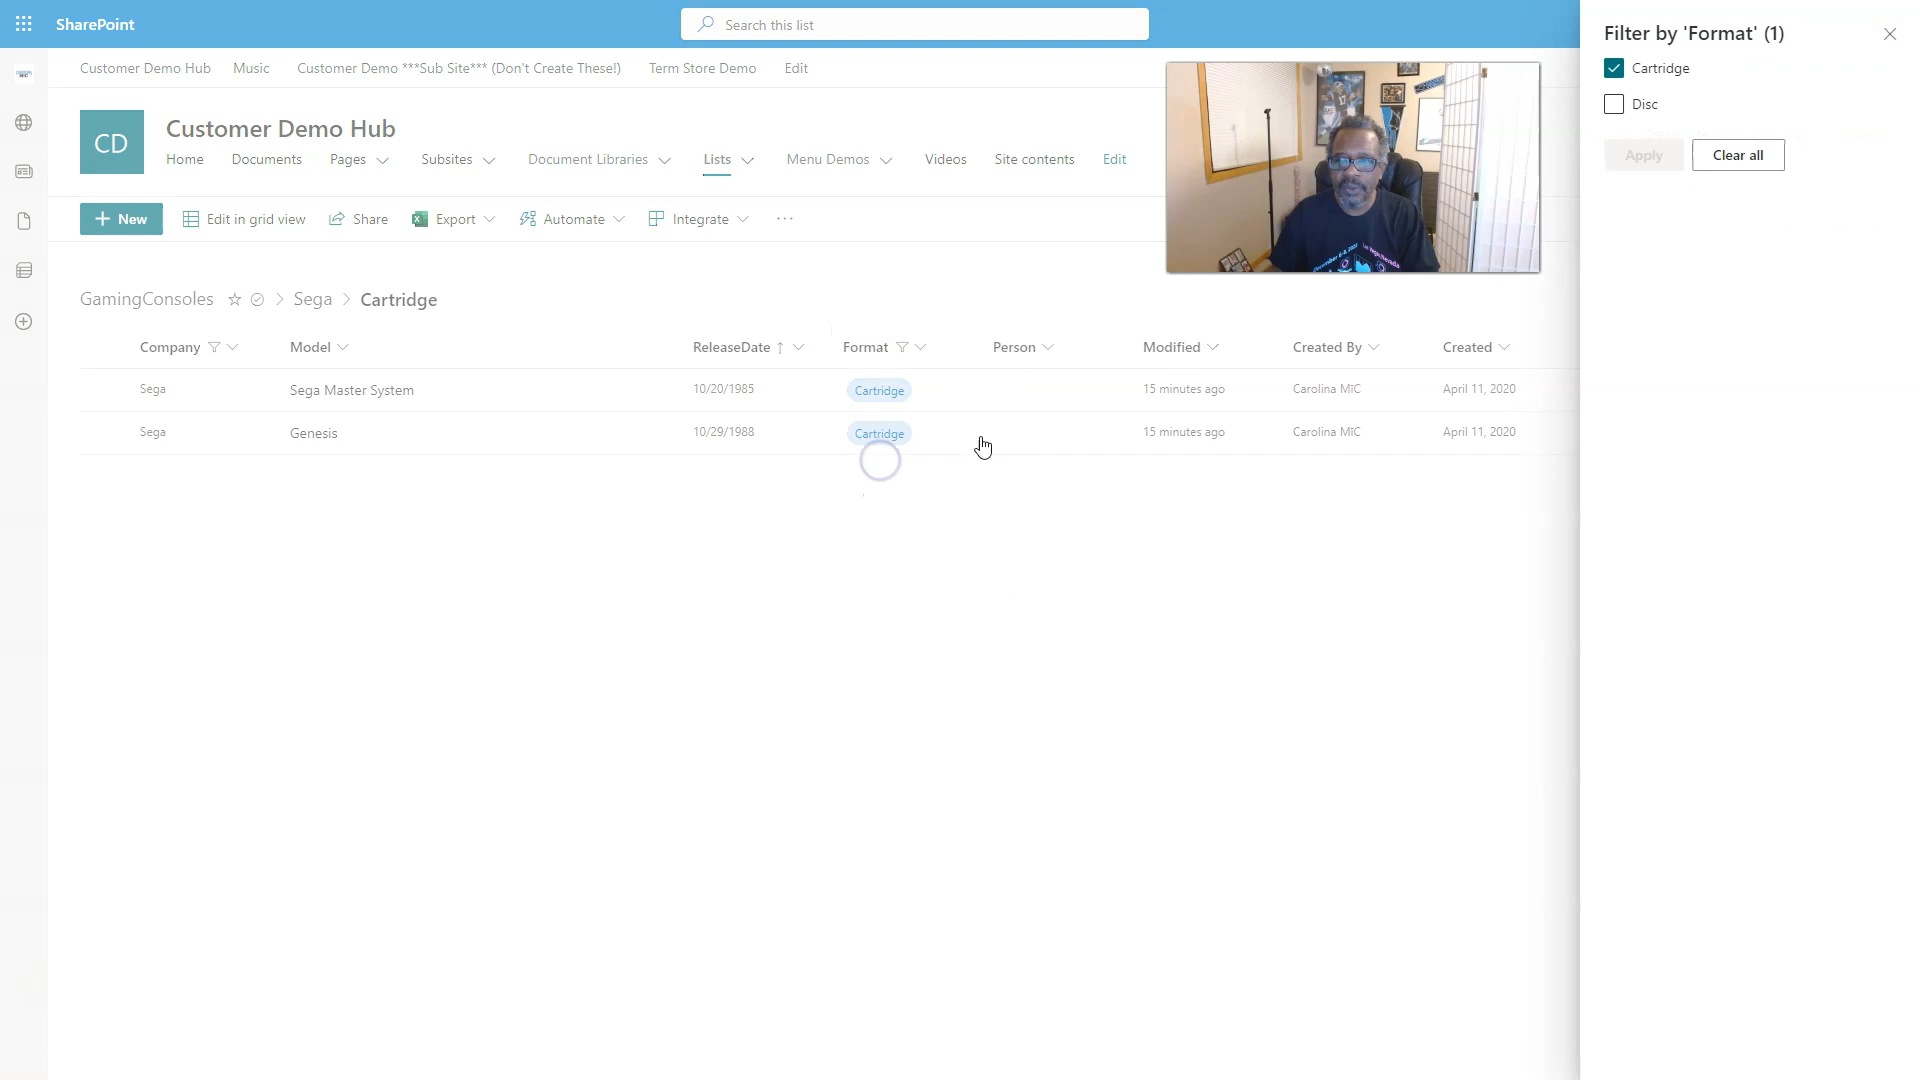 SharePoint
Search this list
Customer Demo Hub Music Customer Demo ***Sub Site*** (Don't Create These!) Term Store Demo Edit
CD
Customer Demo Hub
Home Documents Pages Subsites Document Libraries Lists Menu Demos Videos Site contents Edit
New Edit in grid view Share Export Automate Integrate ...
GamingConsoles > Sega > Cartridge
Company Model ReleaseDate Format Person Modified Created By Created
Sega Sega Master System 10/20/1985 Cartridge 15 minutes ago Carolina MiC April 11, 2020
Sega Genesis 10/29/1988 Cartridge 15 minutes ago Carolina MiC April 11, 2020
Filter by 'Format' (1)
Cartridge
Disc
Apply Clear all